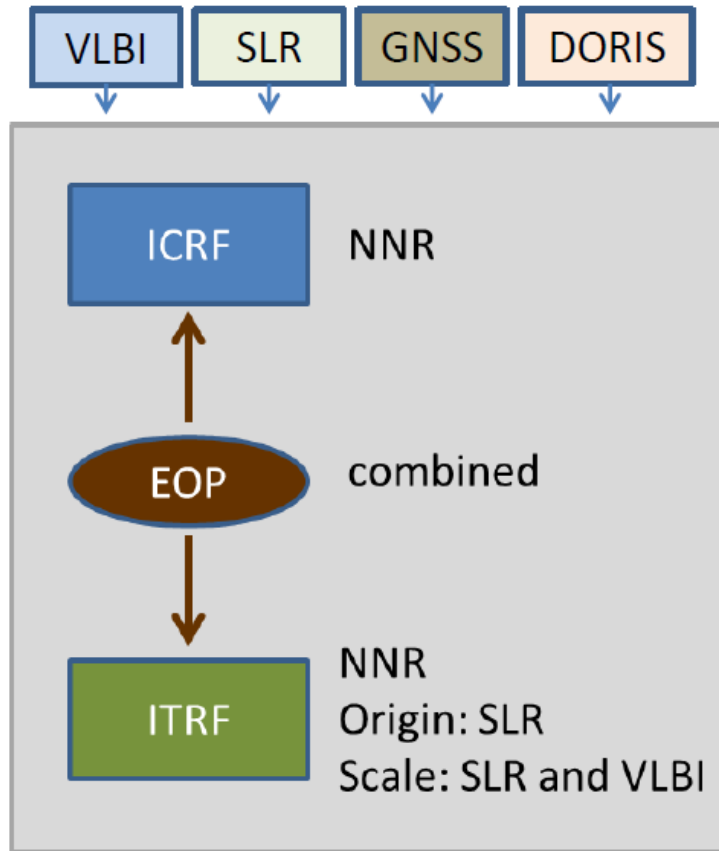 VLBI SLR GNSS DORIS
ICRF NNR
EOP combined
NNR
ITRF Origin: SLR
Scale: SLR and VLBI